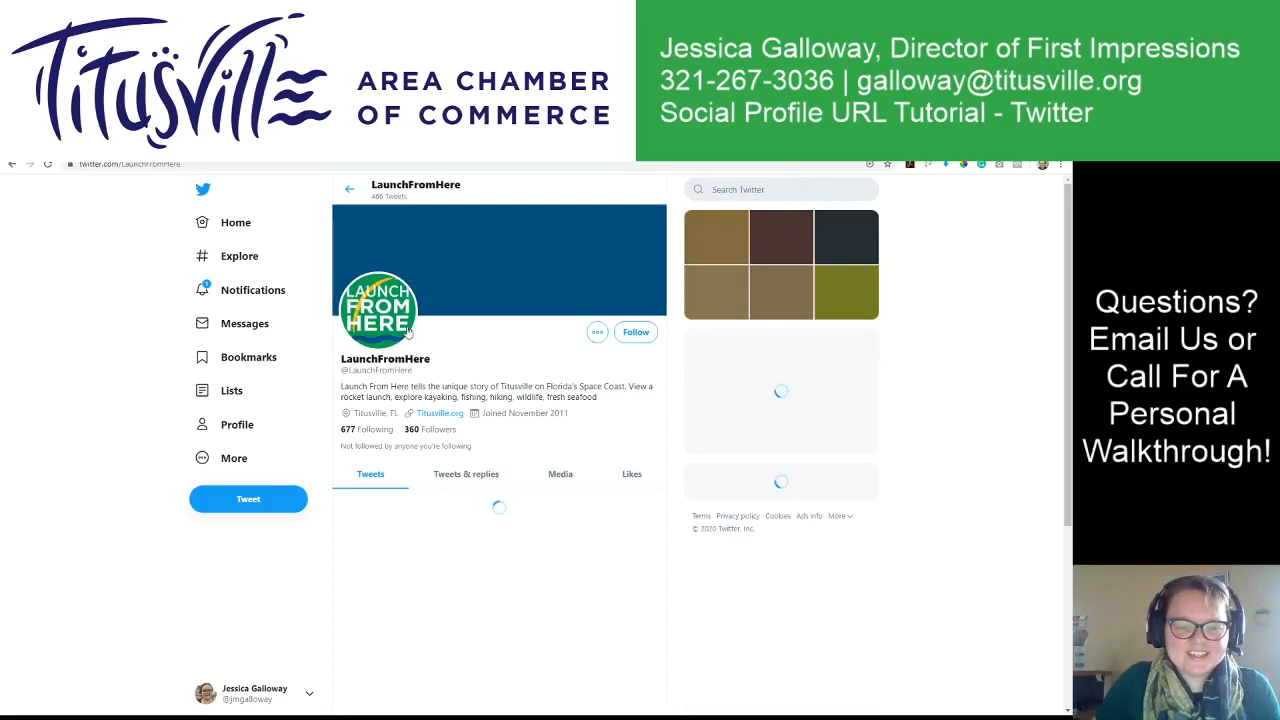 Titusville
AREA CHAMBER
OF COMMERCE
Jessica Galloway, Director of First Impressions
321-267-3036 | galloway@titusville.org
Social Profile URL Tutorial - Twitter
twitter.com/LaunchFromHere
Home
Explore
1
Notifications
Messages
Bookmarks
Lists
Profile
More
Tweet
Jessica Galloway
@jmgalloway
LaunchFromHere
466 Tweets
LAUNCH
FROM
HERE
Follow
LaunchFromHere
@LaunchFromHere
Launch From Here tells the unique story of Titusville on Florida's Space Coast. View a
rocket launch, explore kayaking, fishing, hiking, wildlife, fresh seafood
Titusville, FL Titusville.org Joined November 2011
677 Following 360 Followers
Not followed by anyone you're following
Tweets Tweets & replies Media Likes
Search Twitter
Terms Privacy policy Cookies Ads info More
© 2020 Twitter, Inc.
Questions?
Email Us or
Call For A
Personal
Walkthrough!